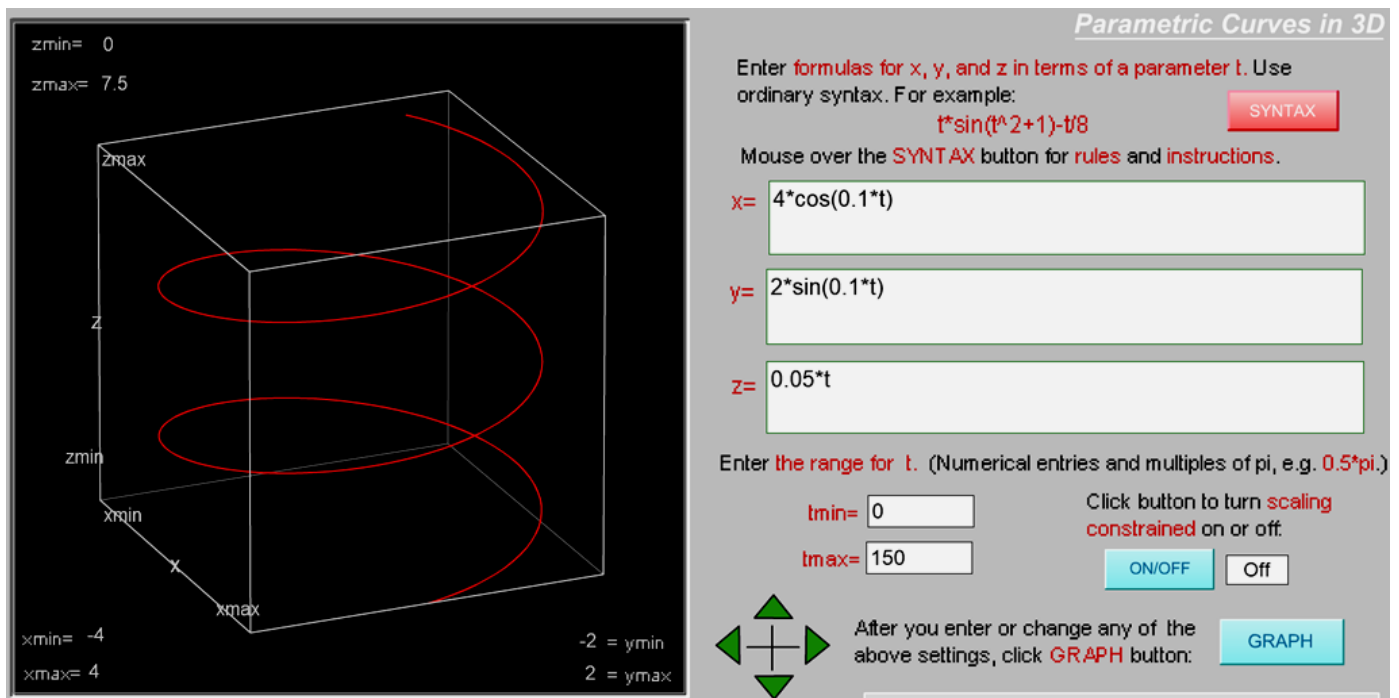 zmin= 0
zmax= 7.5
zmax
z
zmin
xmin
x
xmax
xmin= -4
xmax= 4
-2 = ymin
2 = ymax
Parametric Curves in 3D
Enter formulas for x, y, and z in terms of a parameter t. Use
ordinary syntax. For example:
t*sin(t^2+1)-t/8
SYNTAX
Mouse over the SYNTAX button for rules and instructions.
x= 4*cos(0.1*t)
y= 2*sin(0.1*t)
z= 0.05*t
Enter the range for t. (Numerical entries and multiples of pi, e.g. 0.5*pi.)
tmin= 0
tmax= 150
Click button to turn scaling
constrained on or off.
ON/OFF Off
After you enter or change any of the
above settings, click GRAPH button:
GRAPH